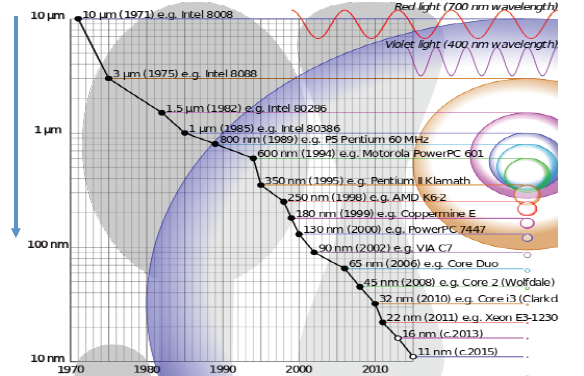 Red light (700 nm wavelength)
10 µm
10 µm (1971) e.g. Intel 8008
Violet light (400 nm wavelength)
3 µm (1975) e.g. Intel 8088
1.5 µm (1982) e.g. Intel 80286
1 µm
1 µm (1985) e.g. Intel 80386
800 nm (1989) e.g. P5 Pentium 60 MHz
600 nm (1994) e.g. Motorola PowerPC 601
350 nm (1995) e.g. Pentium II Klamath
250 nm (1998) e.g. AMD K6-2
180 nm (1999) e.g. Coppermine E
130 nm (2000) e.g. PowerPC 7447
100 nm
90 nm (2002) e.g. VIA C7
65 nm (2006) e.g. Core Duo
45 nm (2008) e.g. Core 2 (Wolfdale)
32 nm (2010) e.g. Core i3 (Clarkd
22 nm (2011) e.g. Xeon E3-1230
16 nm (c.2013)
11 nm (c.2015)
10 nm
1970 1980 1990 2000 2010